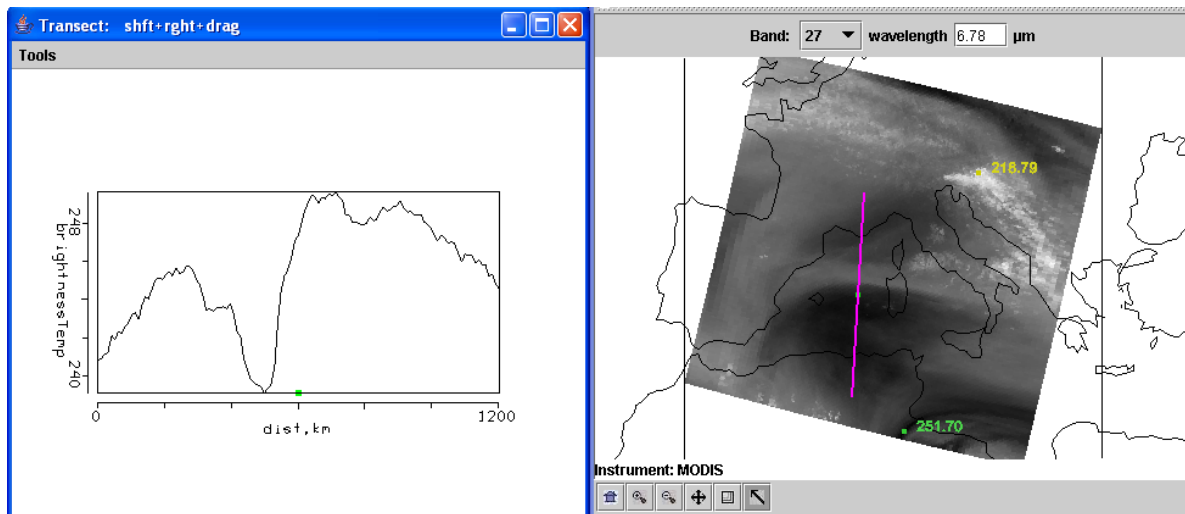 Transect: shft+rght+drag
Tools
248
240
brightnessTemp
0
1200
dist,km
Band: 27 wavelength 6.78 µm
218.79
251.70
Instrument: MODIS